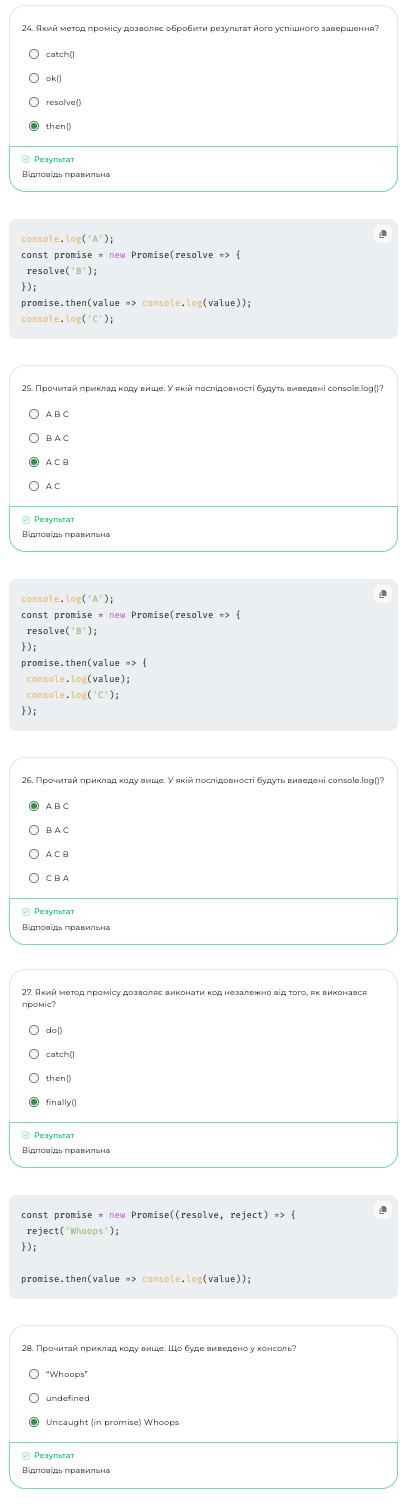 24. Який метод промісу дозволяє обробити результат його успішного завершення?
catch()
ok()
resolve()
then()
Результат
Відповідь правильна
console.log('A');
const promise = new Promise(resolve => {
 resolve('B');
});
promise.then(value => console.log(value));
console.log('C');
25. Прочитай приклад коду вище. У якій послідовності будуть виведені console.log()?
A B C
B A C
A C B
A C
Результат
Відповідь правильна
console.log('A');
const promise = new Promise(resolve => {
 resolve('B');
});
promise.then(value => {
 console.log(value);
 console.log('C');
});
26. Прочитай приклад коду вище. У якій послідовності будуть виведені console.log()?
A B C
B A C
A C B
C B A
Результат
Відповідь правильна
27. Який метод промісу дозволяє виконати код незалежно від того, як виконався
проміс?
do()
catch()
then()
finally()
Результат
Відповідь правильна
const promise = new Promise((resolve, reject) => {
 reject('Whoops');
});
promise.then(value => console.log(value));
28. Прочитай приклад коду вище. Що буде виведено у консоль?
“Whoops”
undefined
Uncaught (in promise) Whoops
Результат
Відповідь правильна